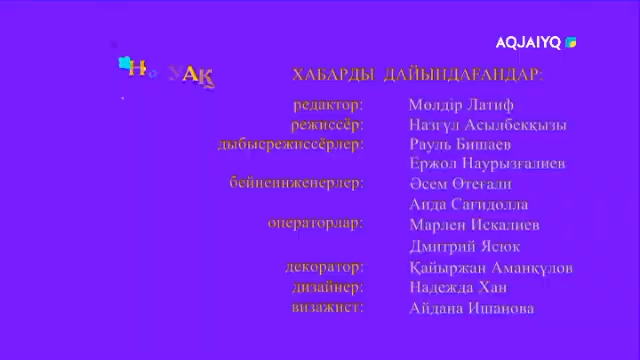 AQJAIYQ
ХАБАРДЫ ДАЙЫНДАҒАНДАР:
редактор: Мөлдір Латиф
режиссёр: Назгүл Асылбекқызы
дыбысрежиссёрлер: Рауль Бишаев
Ержол Наурызғалиев
бейнеинженерлер: Әсем Өтеғали
Аида Сағидолла
операторлар: Марлен Искалиев
Дмитрий Ясюк
декоратор: Қайыржан Аманқұлов
дизайнер: Надежда Хан
визажист: Айдана Ишанова